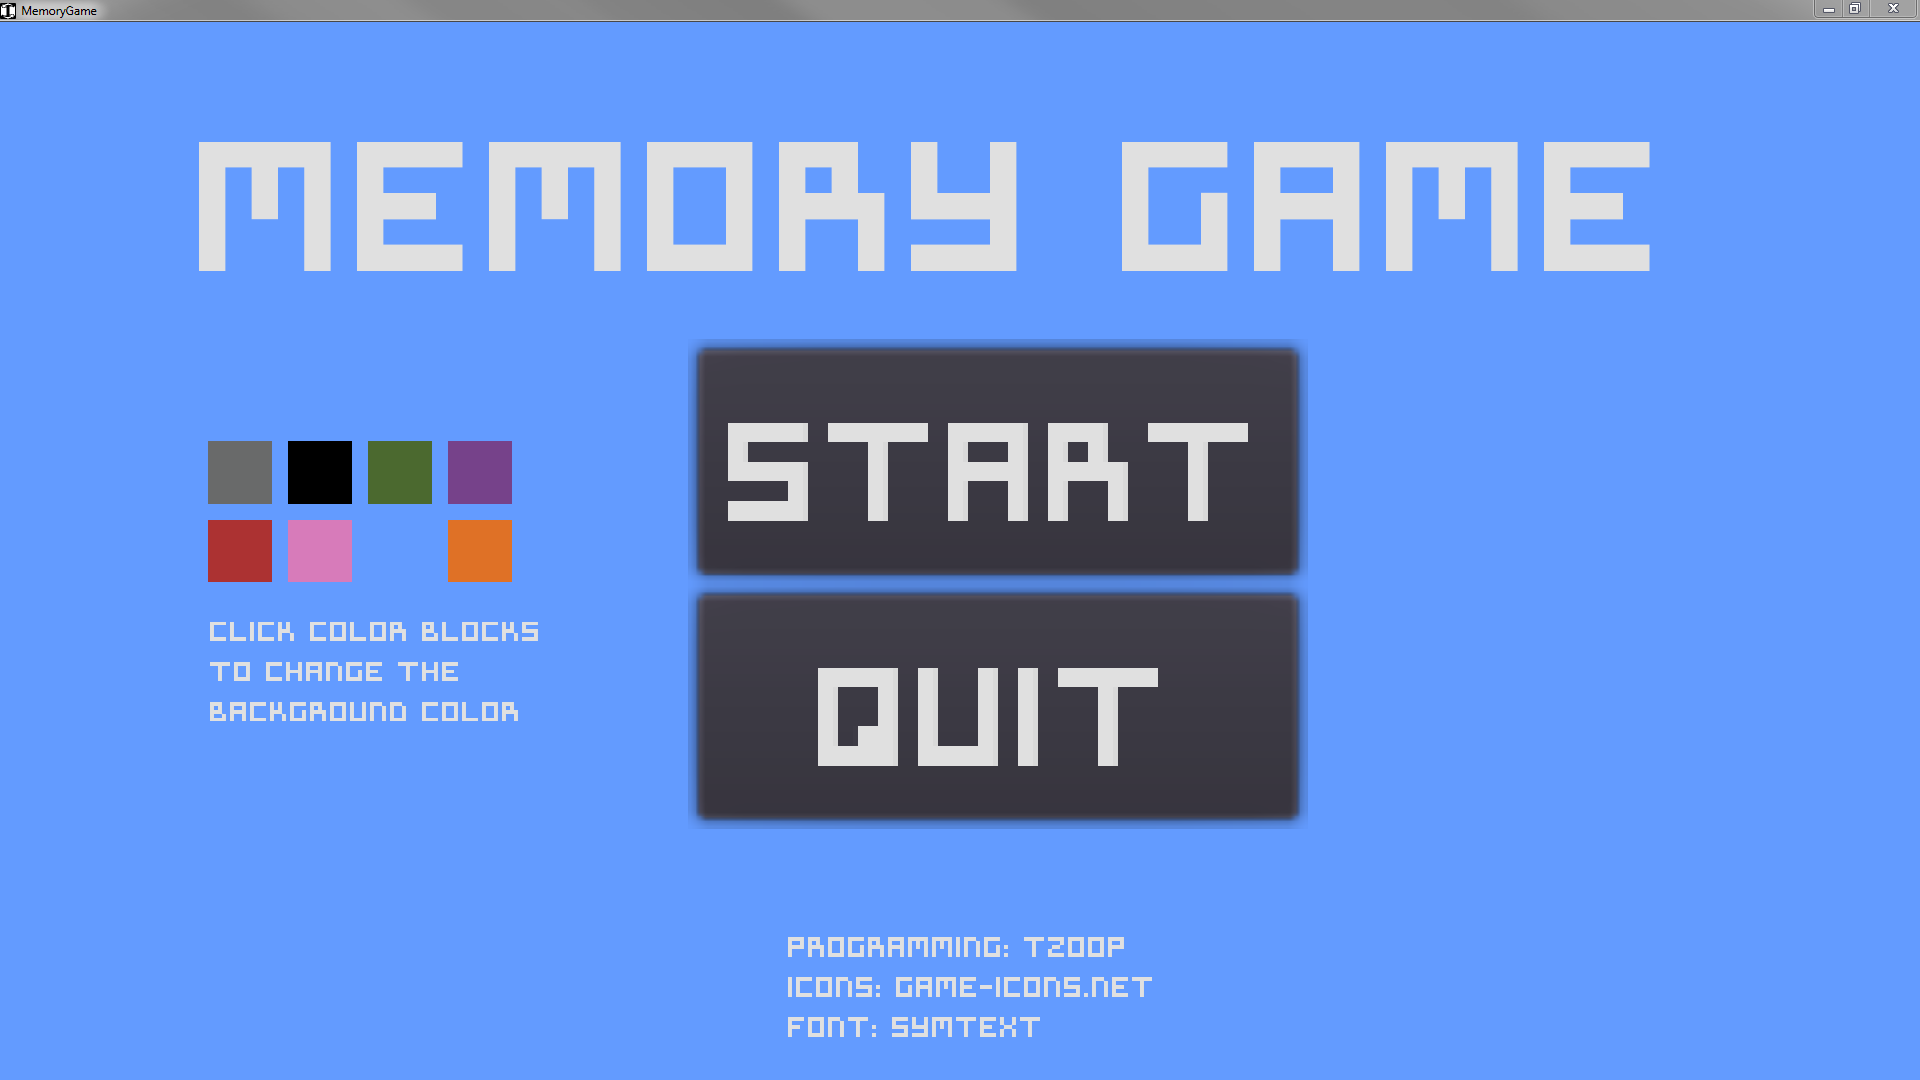 MemoryGame
MEMORY GAME
START
CLICK COLOR BLOCKS
TO CHANGE THE
BACKGROUND COLOR
QUIT
PROGRAMMING: TZOOP
ICONS: GAME-ICONS.NET
FONT: SYMTEXT